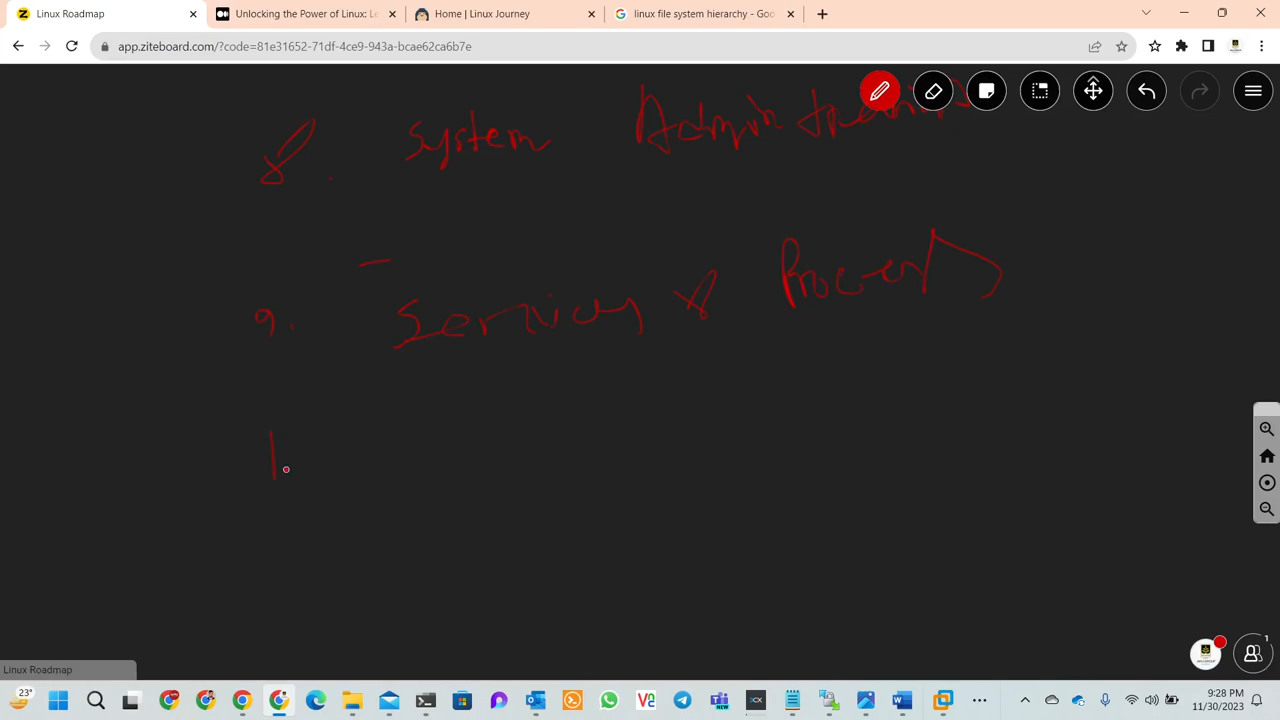 Linux Roadmap
Unlocking the Power of Linux: Le
Home | Linux Journey
linux file system hierarchy - Goo
app.ziteboard.com/?code=81e31652-71df-4ce9-943a-bcae62ca6b7e
8. System
9. Services & Process
1
Linux Roadmap
1
23°
9:28 PM
11/30/2023